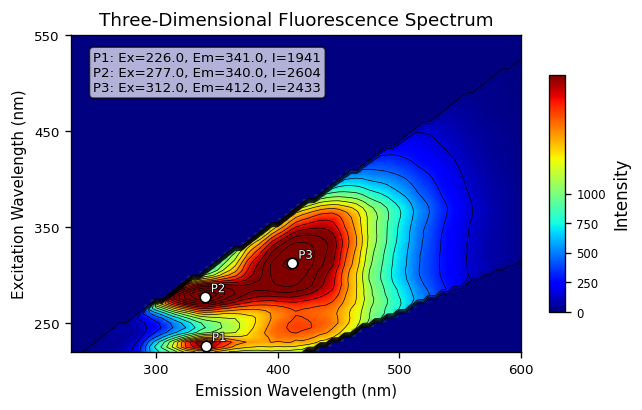 Three-Dimensional Fluorescence Spectrum
P1: Ex=226.0, Em=341.0, I=1941
P2: Ex=277.0, Em=340.0, I=2604
P3: Ex=312.0, Em=412.0, I=2433
550
450
350
250
Excitation Wavelength (nm)
P3
P2
P1
300
400
500
600
Emission Wavelength (nm)
1000
750
500
250
0
Intensity